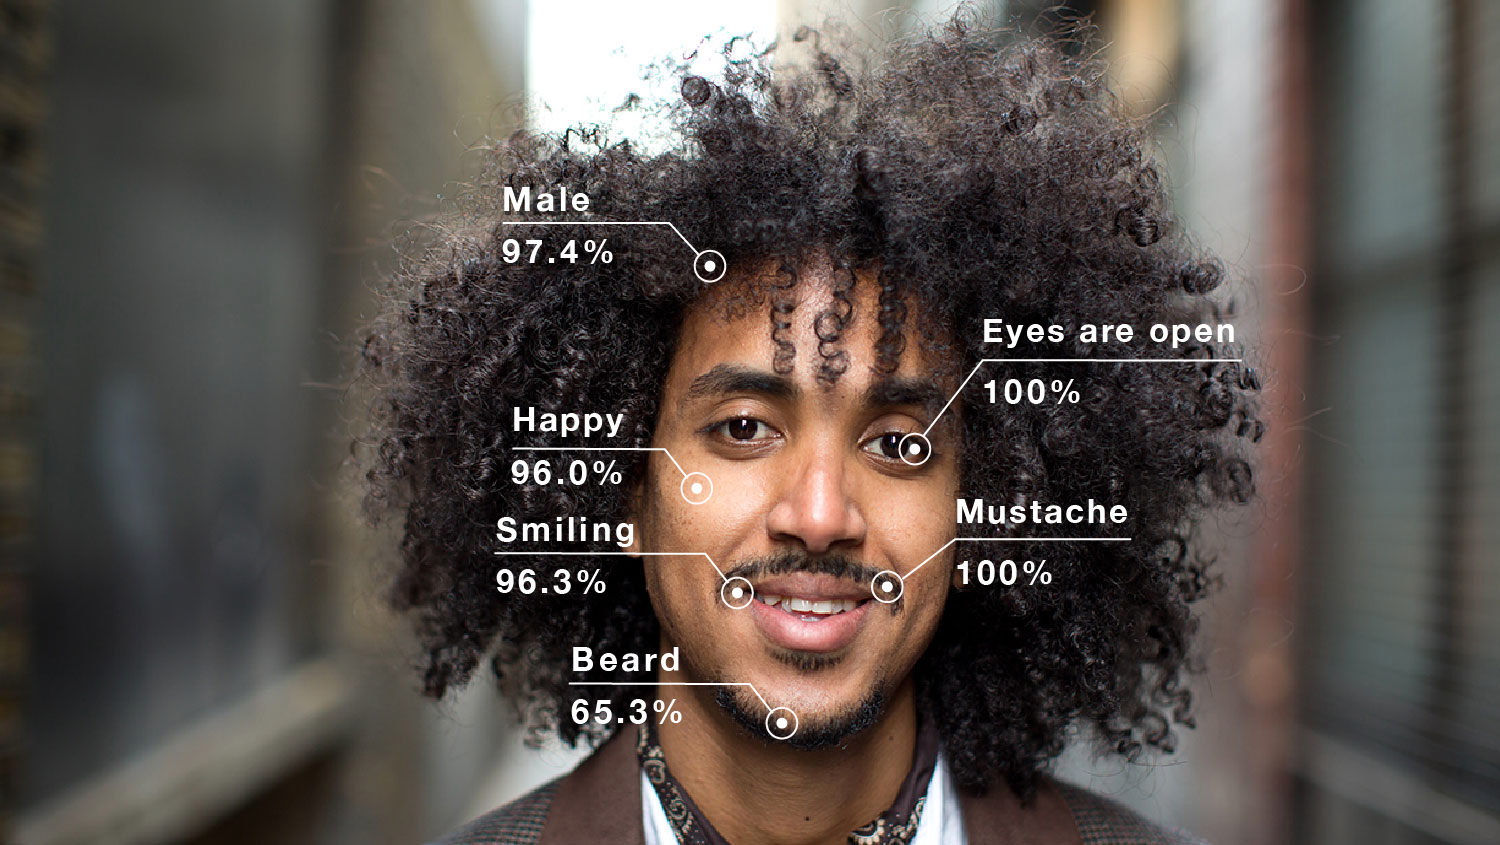 Male
97.4%
Eyes are open
100%
Happy
96.0%
Mustache
100%
Smiling
96.3%
Beard
65.3%